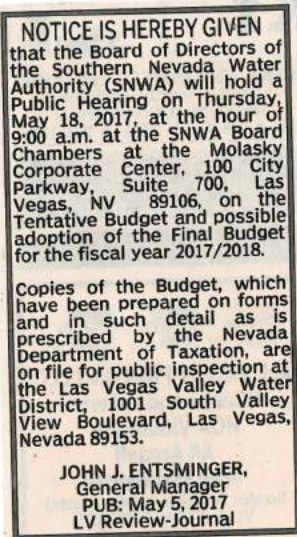 NOTICE IS HEREBY GIVEN
that the Board of Directors of
the Southern Nevada Water
Authority (SNWA) will hold a
Public Hearing on Thursday,
May 18, 2017, at the hour of
9:00 a.m. at the SNWA Board
Chambers at the Molasky
Corporate Center, 100 City
Parkway, Suite 700, Las
Vegas, NV 89106, on the
Tentative Budget and possible
adoption of the Final Budget
for the fiscal year 2017/2018.
Copies of the Budget, which
have been prepared on forms
and in such detail as is
prescribed by the Nevada
Department of Taxation, are
on file for public inspection at
the Las Vegas Valley Water
District, 1001 South Valley
View Boulevard, Las Vegas,
Nevada 89153.
JOHN J. ENTSMINGER,
General Manager
PUB: May 5, 2017
LV Review-Journal